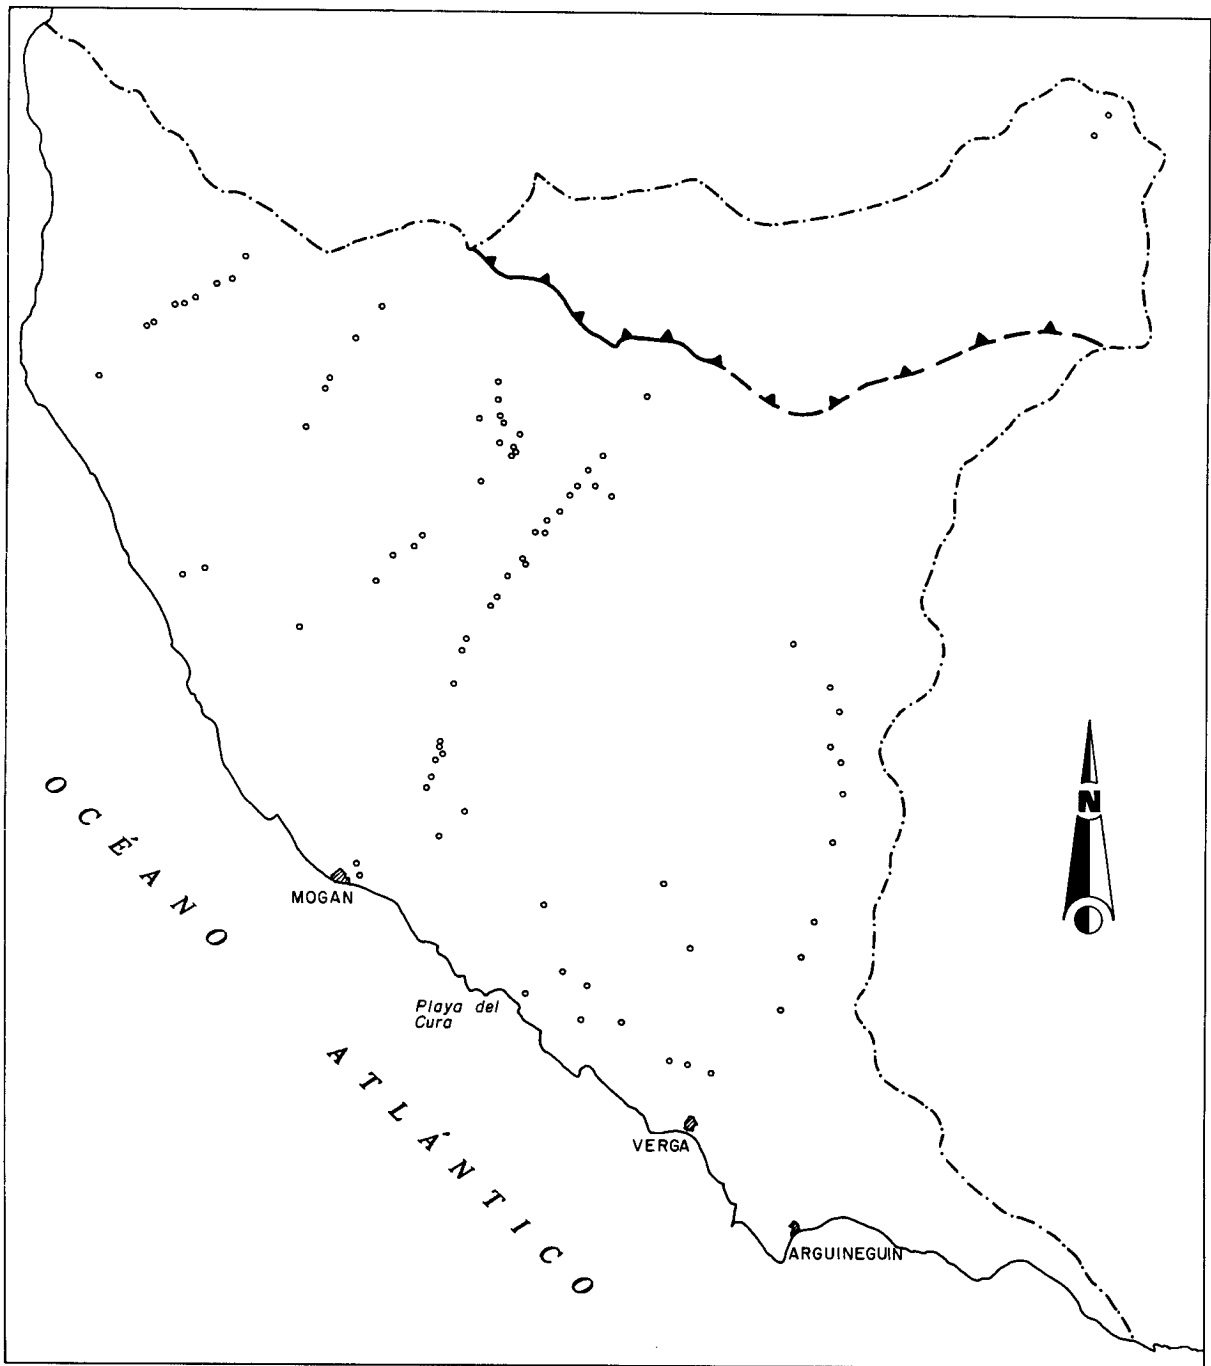 N
OCÉANO
MOGAN
Playa del
Cura
ATLÁNTICO
VERGA
ARGUINEGUIN